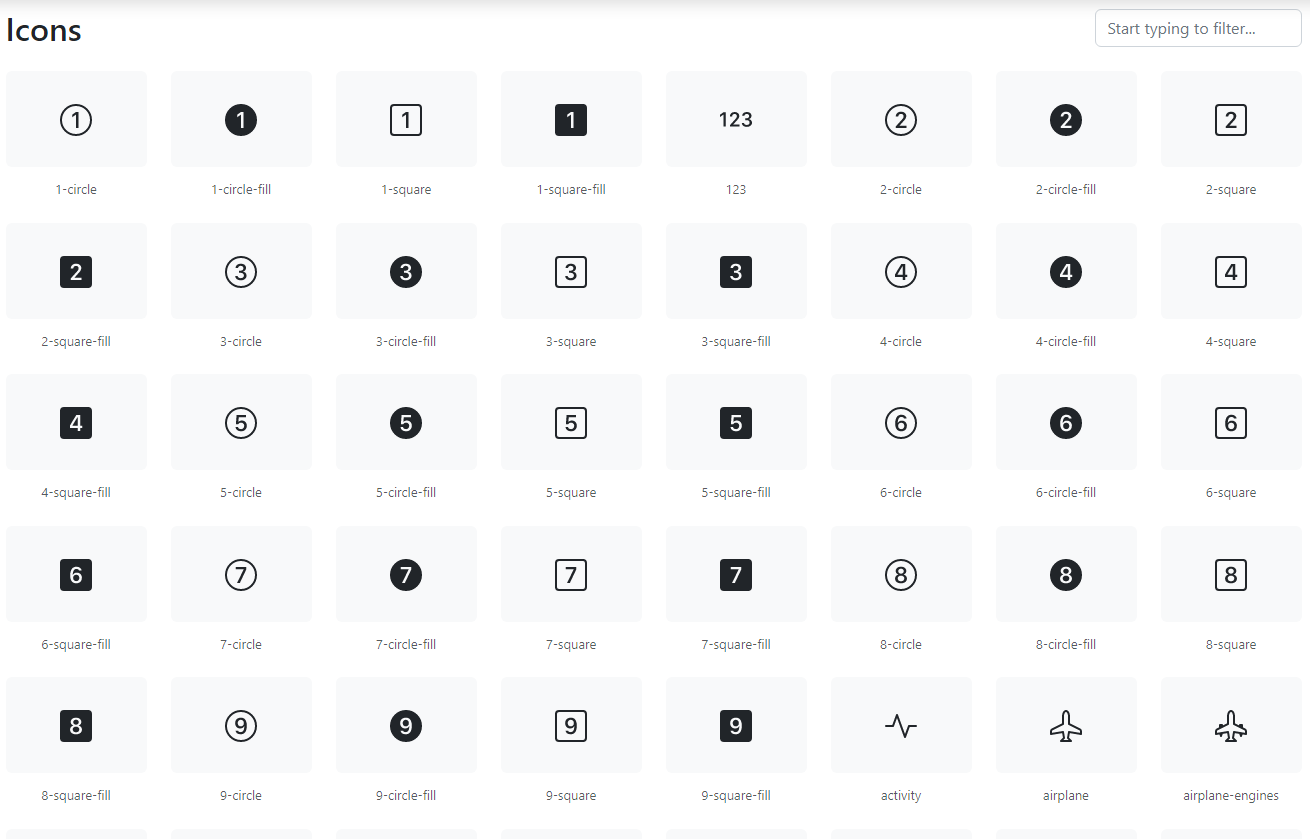 Icons
Start typing to filter...
1 1 1 1 123 2 2 2
1-circle 1-circle-fill 1-square 1-square-fill 123 2-circle 2-circle-fill 2-square
2 3 3 3 3 4 4 4
2-square-fill 3-circle 3-circle-fill 3-square 3-square-fill 4-circle 4-circle-fill 4-square
4 5 5 5 5 6 6 6
4-square-fill 5-circle 5-circle-fill 5-square 5-square-fill 6-circle 6-circle-fill 6-square
6 7 7 7 7 8 8 8
6-square-fill 7-circle 7-circle-fill 7-square 7-square-fill 8-circle 8-circle-fill 8-square
8 9 9 9 9
8-square-fill 9-circle 9-circle-fill 9-square 9-square-fill activity airplane airplane-engines